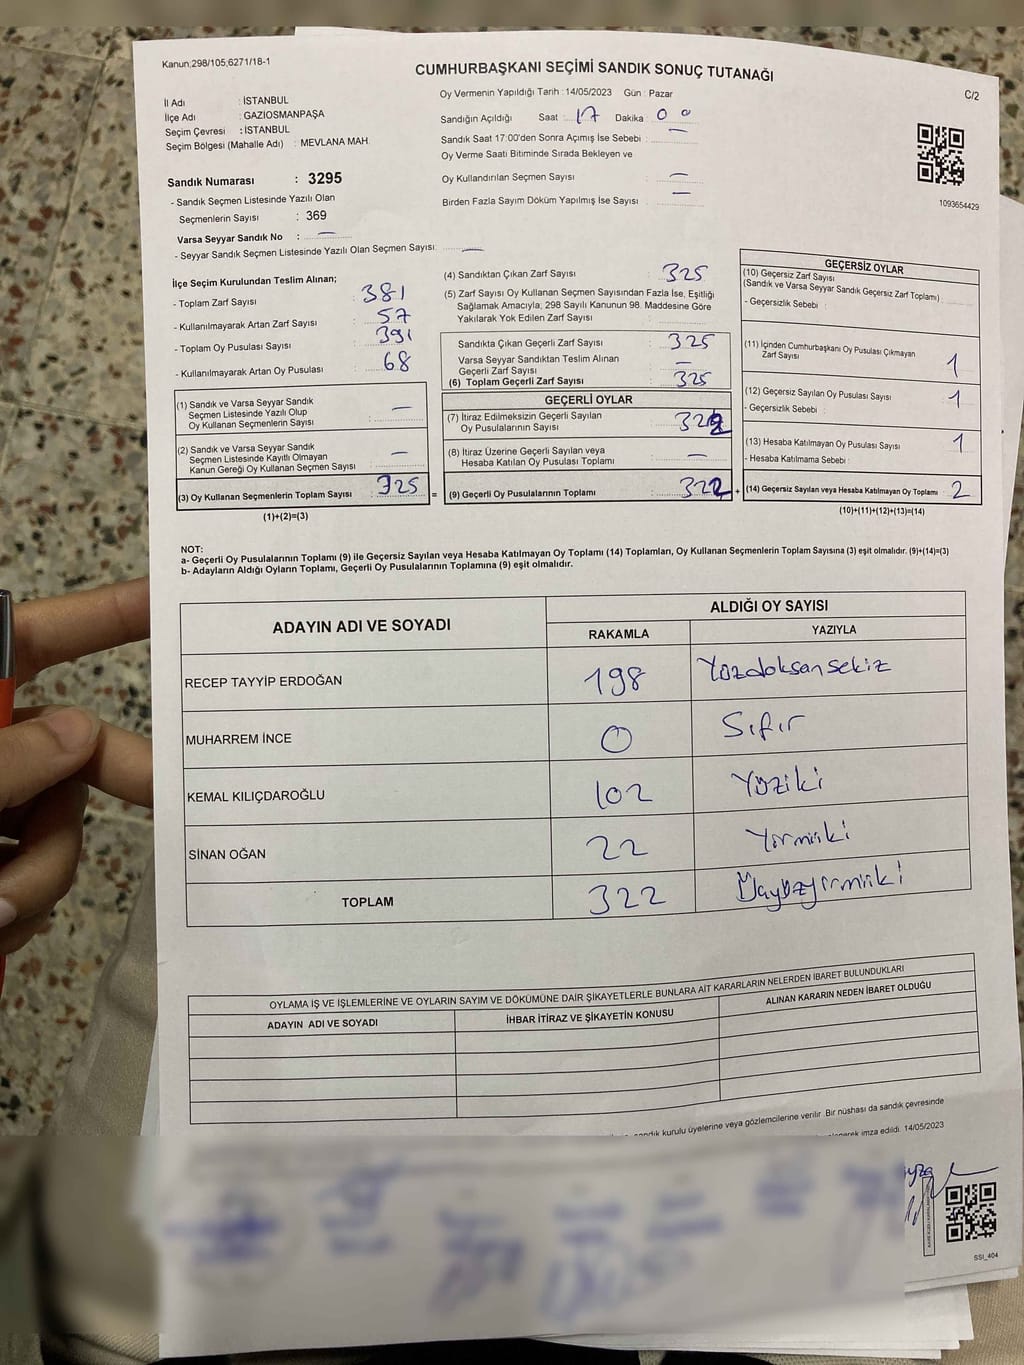 Kanun;298/105;6271/18-1
CUMHURBAŞKANI SEÇİMİ SANDIK SONUÇ TUTANAĞI
C/2
İl Adı : İSTANBUL
İlçe Adı : GAZİOSMANPAŞA
Seçim Çevresi : İSTANBUL
Seçim Bölgesi (Mahalle Adı) : MEVLANA MAH.
Sandık Numarası : 3295
- Sandık Seçmen Listesinde Yazılı Olan
Seçmenlerin Sayısı : 369
Varsa Seyyar Sandık No : —
- Seyyar Sandık Seçmen Listesinde Yazılı Olan Seçmen Sayısı: —
Oy Vermenin Yapıldığı Tarih : 14/05/2023 Gün : Pazar
Sandığın Açıldığı Saat : 17 Dakika 00
Sandık Saat 17:00'den Sonra Açımış İse Sebebi : —
Oy Verme Saati Bitiminde Sırada Bekleyen ve
Oy Kullandırılan Seçmen Sayısı —
Birden Fazla Sayım Döküm Yapılmış İse Sayısı : —
1093654429
İlçe Seçim Kurulundan Teslim Alınan;
- Toplam Zarf Sayısı : 381
- Kullanılmayarak Artan Zarf Sayısı : 57
- Toplam Oy Pusulası Sayısı : 391
- Kullanılmayarak Artan Oy Pusulası : 68
(1) Sandık ve Varsa Seyyar Sandık
Seçmen Listesinde Yazılı Olup
Oy Kullanan Seçmenlerin Sayısı : —
(2) Sandık ve Varsa Seyyar Sandık
Seçmen Listesinde Kayıtlı Olmayan
Kanun Gereği Oy Kullanan Seçmen Sayısı : —
(3) Oy Kullanan Seçmenlerin Toplam Sayısı : 325 =
(1)+(2)=(3)
(4) Sandıktan Çıkan Zarf Sayısı : 325
(5) Zarf Sayısı Oy Kullanan Seçmen Sayısından Fazla İse, Eşitliği
Sağlamak Amacıyla, 298 Sayılı Kanunun 98. Maddesine Göre
Yakılarak Yok Edilen Zarf Sayısı :
Sandıkta Çıkan Geçerli Zarf Sayısı : 325
Varsa Seyyar Sandıktan Teslim Alınan
Geçerli Zarf Sayısı : —
(6) Toplam Geçerli Zarf Sayısı : 325
GEÇERLİ OYLAR
(7) İtiraz Edilmeksizin Geçerli Sayılan
Oy Pusulalarının Sayısı : 322
(8) İtiraz Üzerine Geçerli Sayılan veya
Hesaba Katılan Oy Pusulası Toplamı : —
(9) Geçerli Oy Pusulalarının Toplamı : 322 +
GEÇERSİZ OYLAR
(10) Geçersiz Zarf Sayısı
(Sandık ve Varsa Seyyar Sandık Geçersiz Zarf Toplamı)
- Geçersizlik Sebebi :
(11) İçinden Cumhurbaşkanı Oy Pusulası Çıkmayan
Zarf Sayısı 1
(12) Geçersiz Sayılan Oy Pusulası Sayısı 1
- Geçersizlik Sebebi :
(13) Hesaba Katılmayan Oy Pusulası Sayısı 1
- Hesaba Katılmama Sebebi :
(14) Geçersiz Sayılan veya Hesaba Katılmayan Oy Toplamı : 2
(10)+(11)+(12)+(13)=(14)
NOT:
a- Geçerli Oy Pusulalarının Toplamı (9) ile Geçersiz Sayılan veya Hesaba Katılmayan Oy Toplamı (14) Toplamları, Oy Kullanan Seçmenlerin Toplam Sayısına (3) eşit olmalıdır. (9)+(14)=(3)
b- Adayların Aldığı Oyların Toplamı, Geçerli Oy Pusulalarının Toplamına (9) eşit olmalıdır.
ADAYIN ADI VE SOYADI
ALDIĞI OY SAYISI
RAKAMLA YAZIYLA
RECEP TAYYİP ERDOĞAN 198 Yüzdoksansekiz
MUHARREM İNCE 0 Sıfır
KEMAL KILIÇDAROĞLU 102 Yüziki
SİNAN OĞAN 22 Yirmiiki
TOPLAM 322 Üçyüzyirmiiki
OYLAMA İŞ VE İŞLEMLERİNE VE OYLARIN SAYIM VE DÖKÜMÜNE DAİR ŞİKAYETLERLE BUNLARA AİT KARARLARIN NELERDEN İBARET BULUNDUKLARI
ADAYIN ADI VE SOYADI İHBAR İTİRAZ VE ŞİKAYETİN KONUSU ALINAN KARARIN NEDEN İBARET OLDUĞU
sandık kurulu üyelerine veya gözlemcilerine verilir. Bir nüshası da sandık çevresinde
imza edildi. 14/05/2023
SSI_404